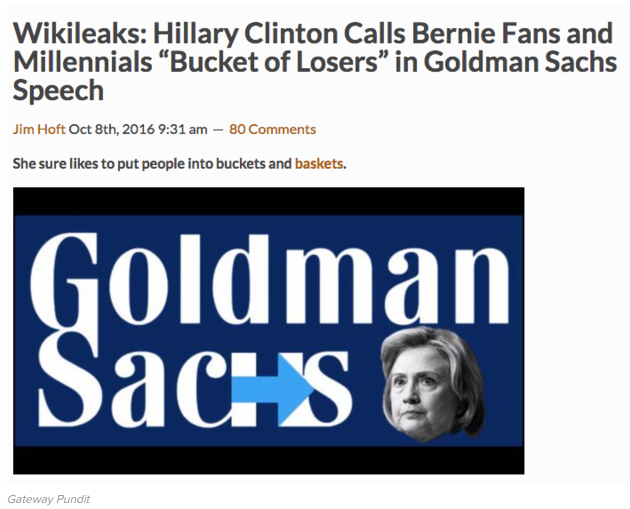 Wikileaks: Hillary Clinton Calls Bernie Fans and
Millennials “Bucket of Losers” in Goldman Sachs
Speech
Jim Hoft Oct 8th, 2016 9:31 am — 80 Comments
She sure likes to put people into buckets and baskets.
Goldman
Sachs
Gateway Pundit